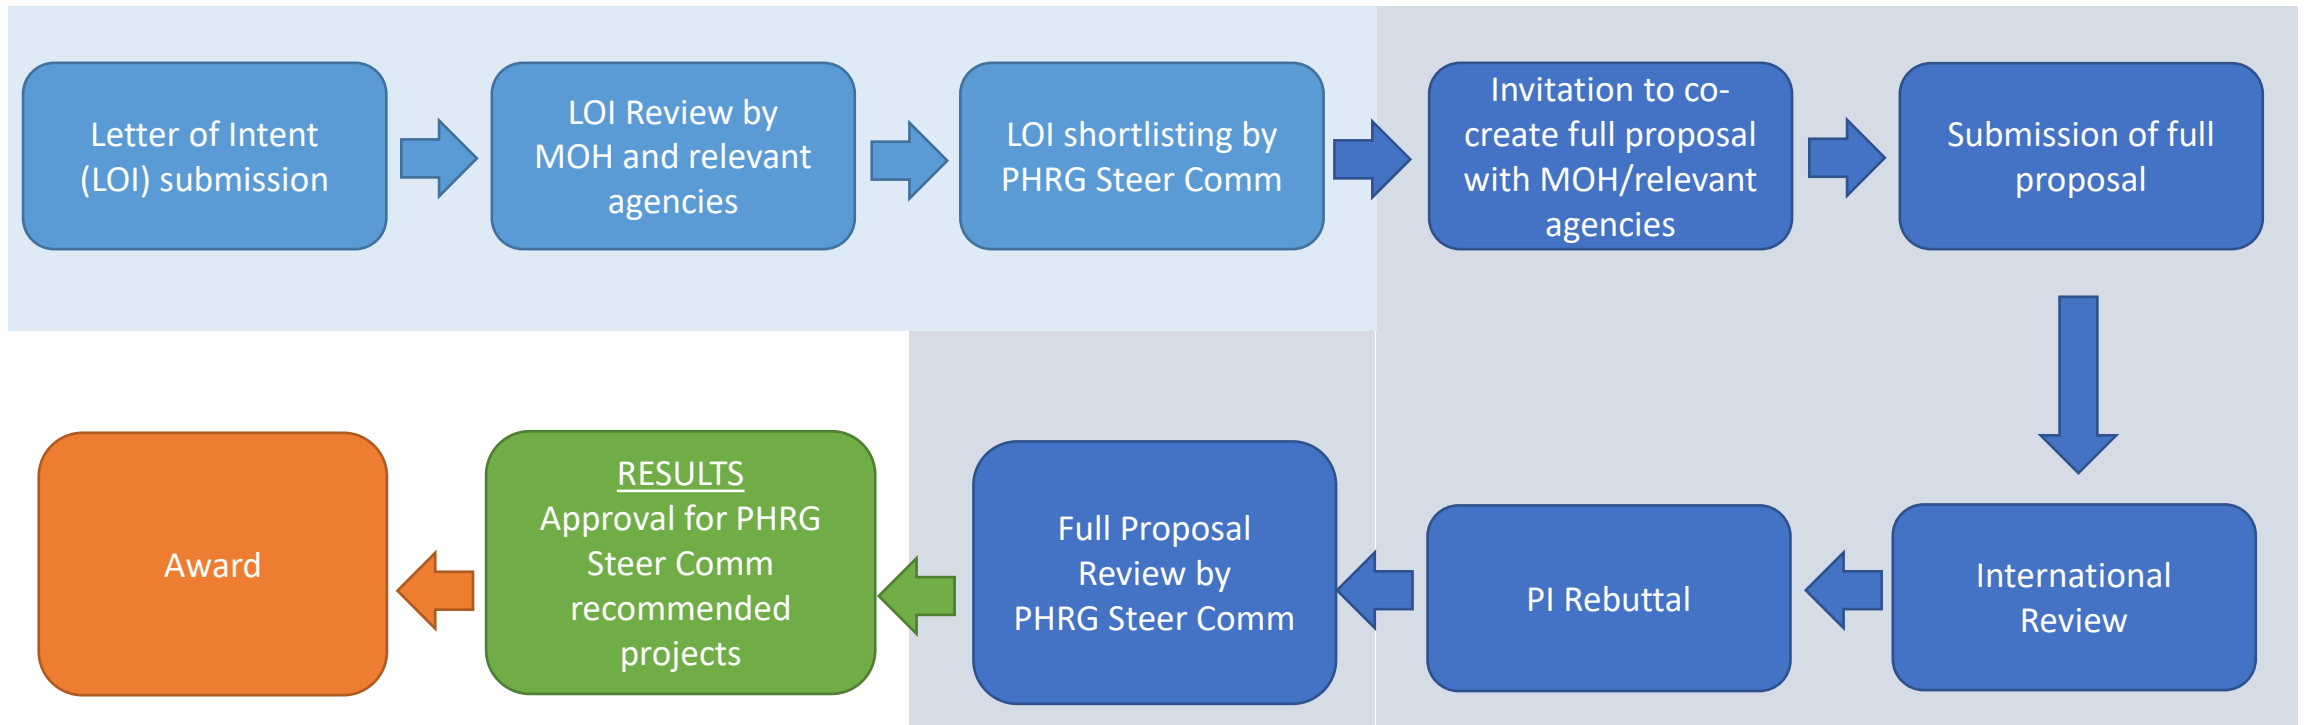 Letter of Intent
(LOI) submission
LOI Review by
MOH and relevant
agencies
LOI shortlisting by
PHRG Steer Comm
Invitation to co-
create full proposal
with MOH/relevant
agencies
Submission of full
proposal
International
Review
PI Rebuttal
Full Proposal
Review by
PHRG Steer Comm
RESULTS
Approval for PHRG
Steer Comm
recommended
projects
Award